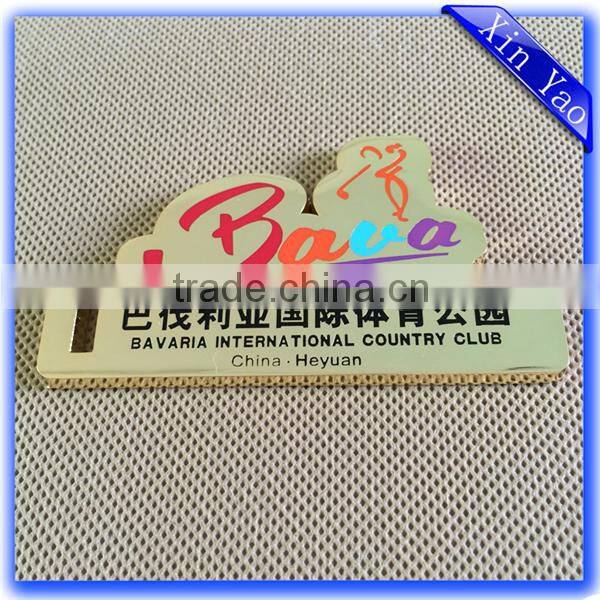 Xin Yao
Bava
trade.china.cn
巴伐利亚国际体育公园
BAVARIA INTERNATIONAL COUNTRY CLUB
China · Heyuan